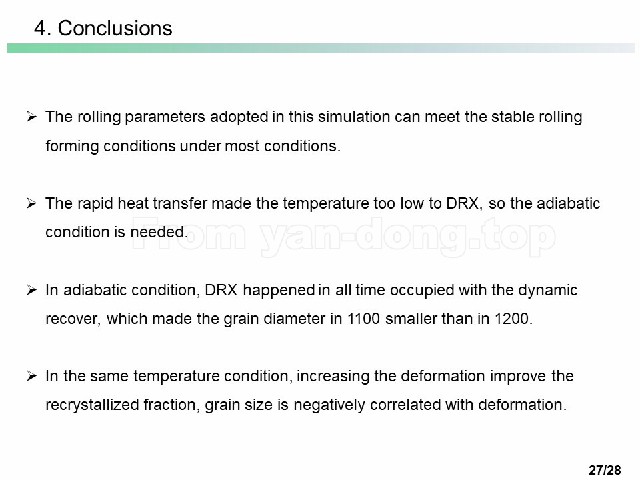 4. Conclusions
➢ The rolling parameters adopted in this simulation can meet the stable rolling
forming conditions under most conditions.
➢ The rapid heat transfer made the temperature too low to DRX, so the adiabatic
condition is needed.
From yan-dong.top
➢ In adiabatic condition, DRX happened in all time occupied with the dynamic
recover, which made the grain diameter in 1100 smaller than in 1200.
➢ In the same temperature condition, increasing the deformation improve the
recrystallized fraction, grain size is negatively correlated with deformation.
27/28